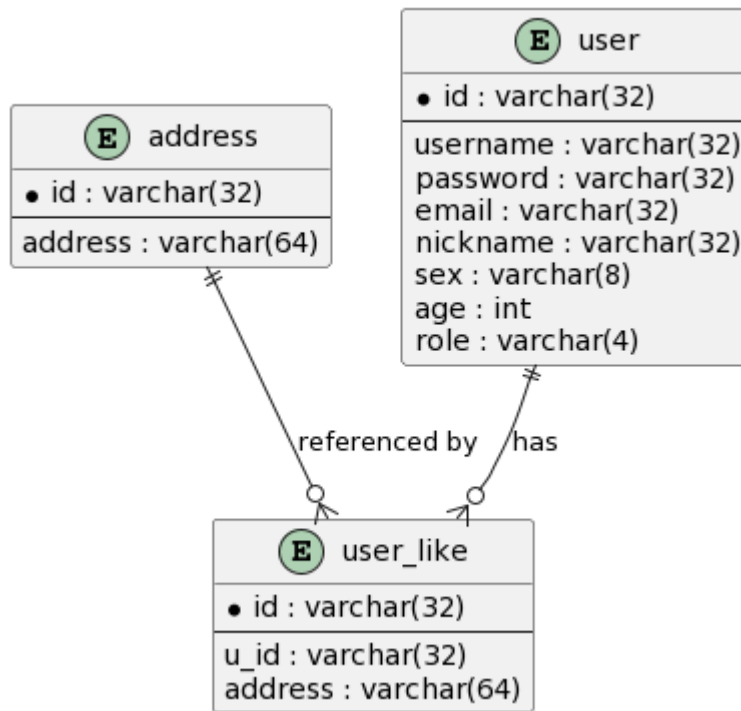 E user
• id : varchar(32)
username : varchar(32)
password : varchar(32)
email : varchar(32)
nickname : varchar(32)
sex : varchar(8)
age : int
role : varchar(4)
E address
• id : varchar(32)
address : varchar(64)
referenced by
has
E user_like
• id : varchar(32)
u_id : varchar(32)
address : varchar(64)